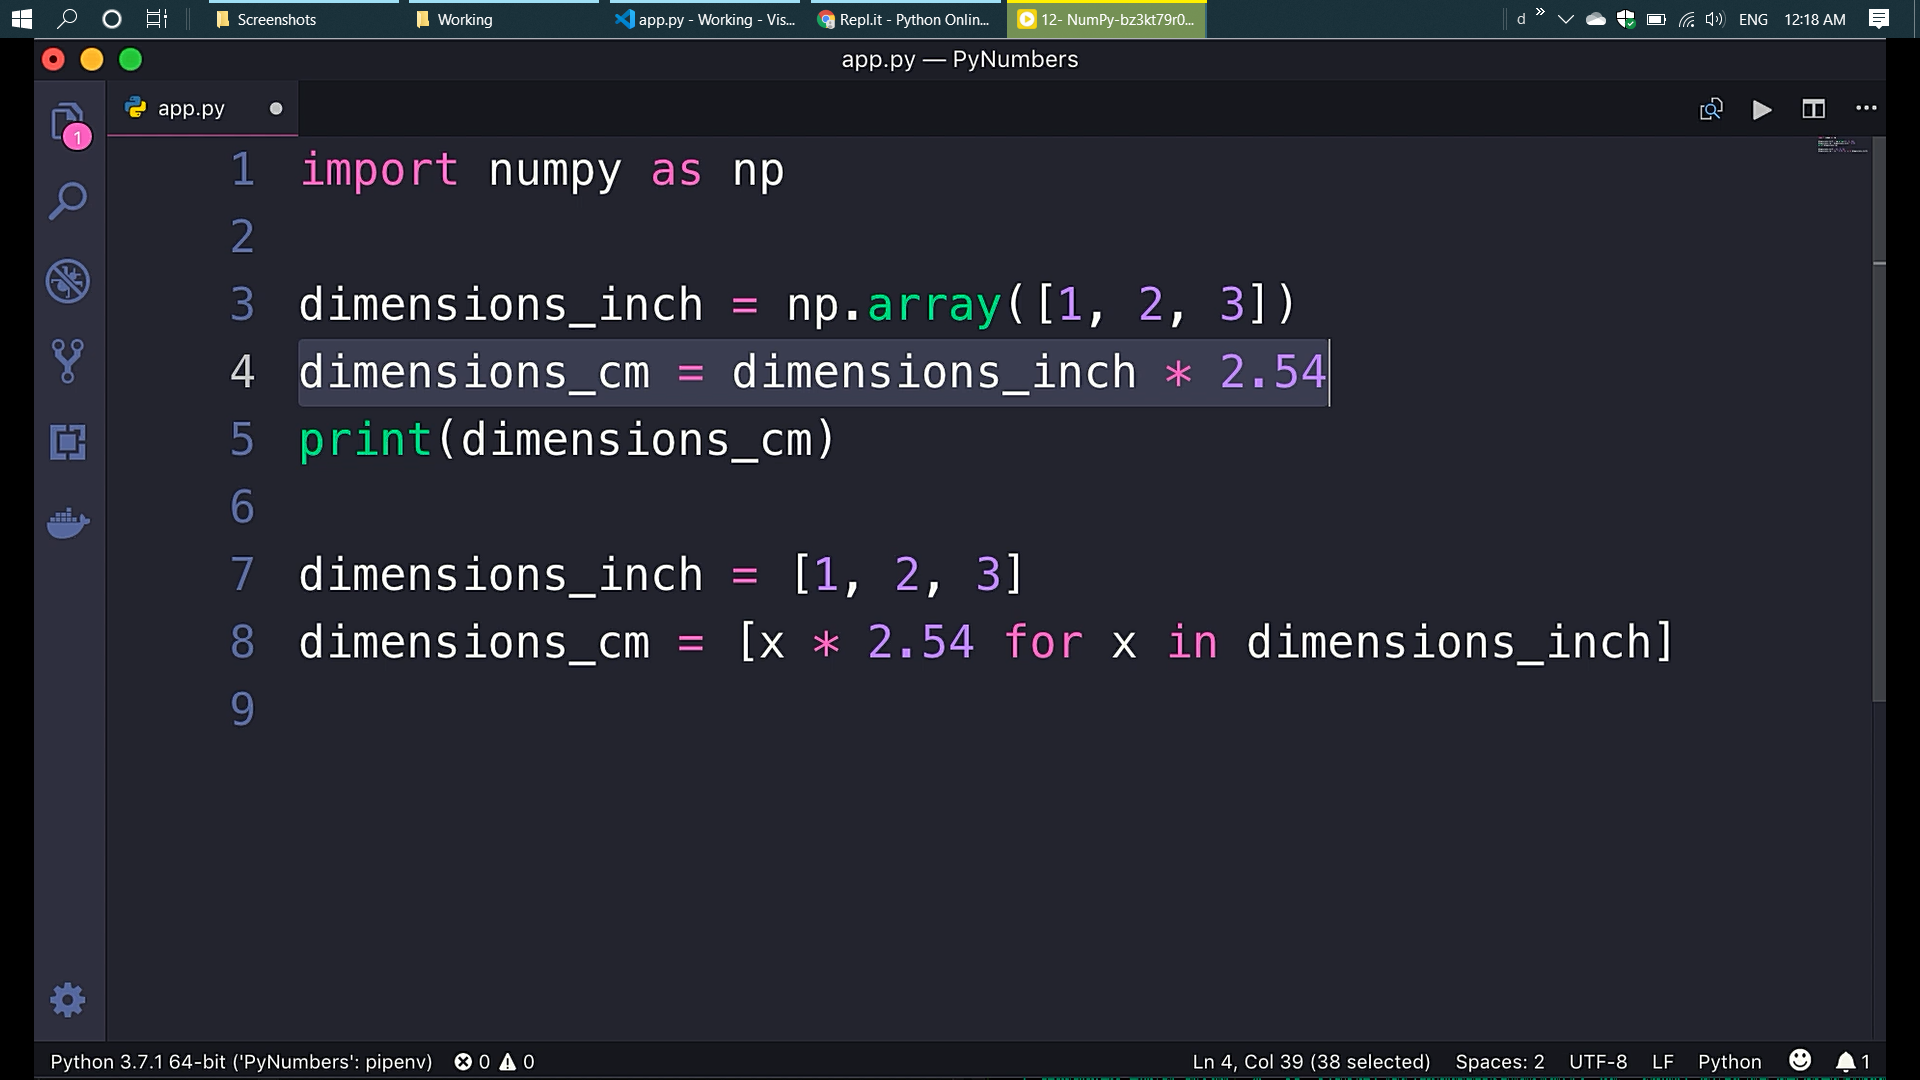 Screenshots
Working
app.py - Working - Vis...
Repl.it - Python Onlin...
12- NumPy-bz3kt79r0...
d
ENG
12:18 AM
app.py — PyNumbers
app.py
1
1 import numpy as np
2
3 dimensions_inch = np.array([1, 2, 3])
4 dimensions_cm = dimensions_inch * 2.54
5 print(dimensions_cm)
6
7 dimensions_inch = [1, 2, 3]
8 dimensions_cm = [x * 2.54 for x in dimensions_inch]
9
Python 3.7.1 64-bit ('PyNumbers': pipenv) 0 0 Ln 4, Col 39 (38 selected) Spaces: 2 UTF-8 LF Python 1